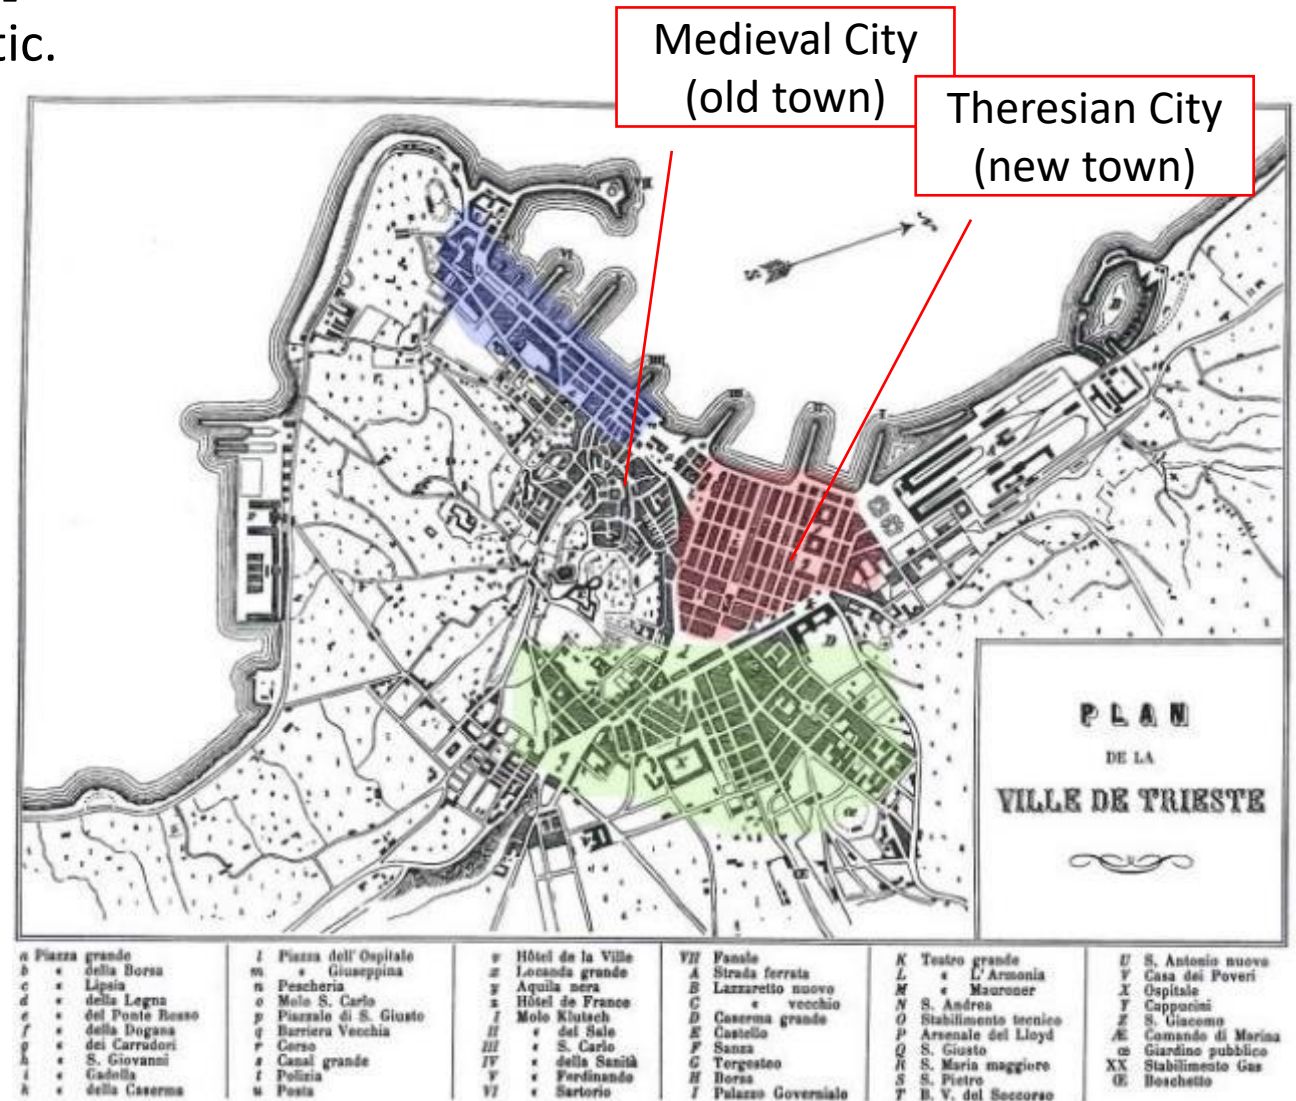 tic.
Medieval City
(old town)
Theresian City
(new town)
PLAN
DE LA
VILLE DE TRIESTE
a Piazza grande
b « della Borsa
c « Lipsia
d « della Legna
e « del Ponte Rosso
f « della Dogana
g « dei Carradori
h « S. Giovanni
i « Gadolla
k « della Caserma
l Piazza dell'Ospitale
m « Giuseppina
n Pescheria
o Molo S. Carlo
p Piazzale di S. Giusto
q Barriera Vecchia
r Corso
s Canal grande
t Polizia
u Posta
v Hôtel de la Ville
x Locanda grande
y Aquila nera
z Hôtel de France
I Molo Klutsch
II « del Sale
III « S. Carlo
IV « della Sanità
V « Ferdinando
VI « Sartorio
VII Fanale
A Strada ferrata
B Lazzaretto nuovo
C « vecchio
D Caserma grande
E Castello
F Sanza
G Tergesteo
H Borsa
I Palazzo Governiale
K Teatro grande
L « L'Armonia
M « Mauroner
N S. Andrea
O Stabilimento tecnico
P Arsenale del Lloyd
Q S. Giusto
R S. Maria maggiore
S S. Pietro
T B. V. del Soccorso
U S. Antonio nuovo
V Casa dei Poveri
X Ospitale
Y Cappucini
Z S. Giacomo
Æ Comando di Marina
œ Giardino pubblico
XX Stabilimento Gas
Œ Boschetto